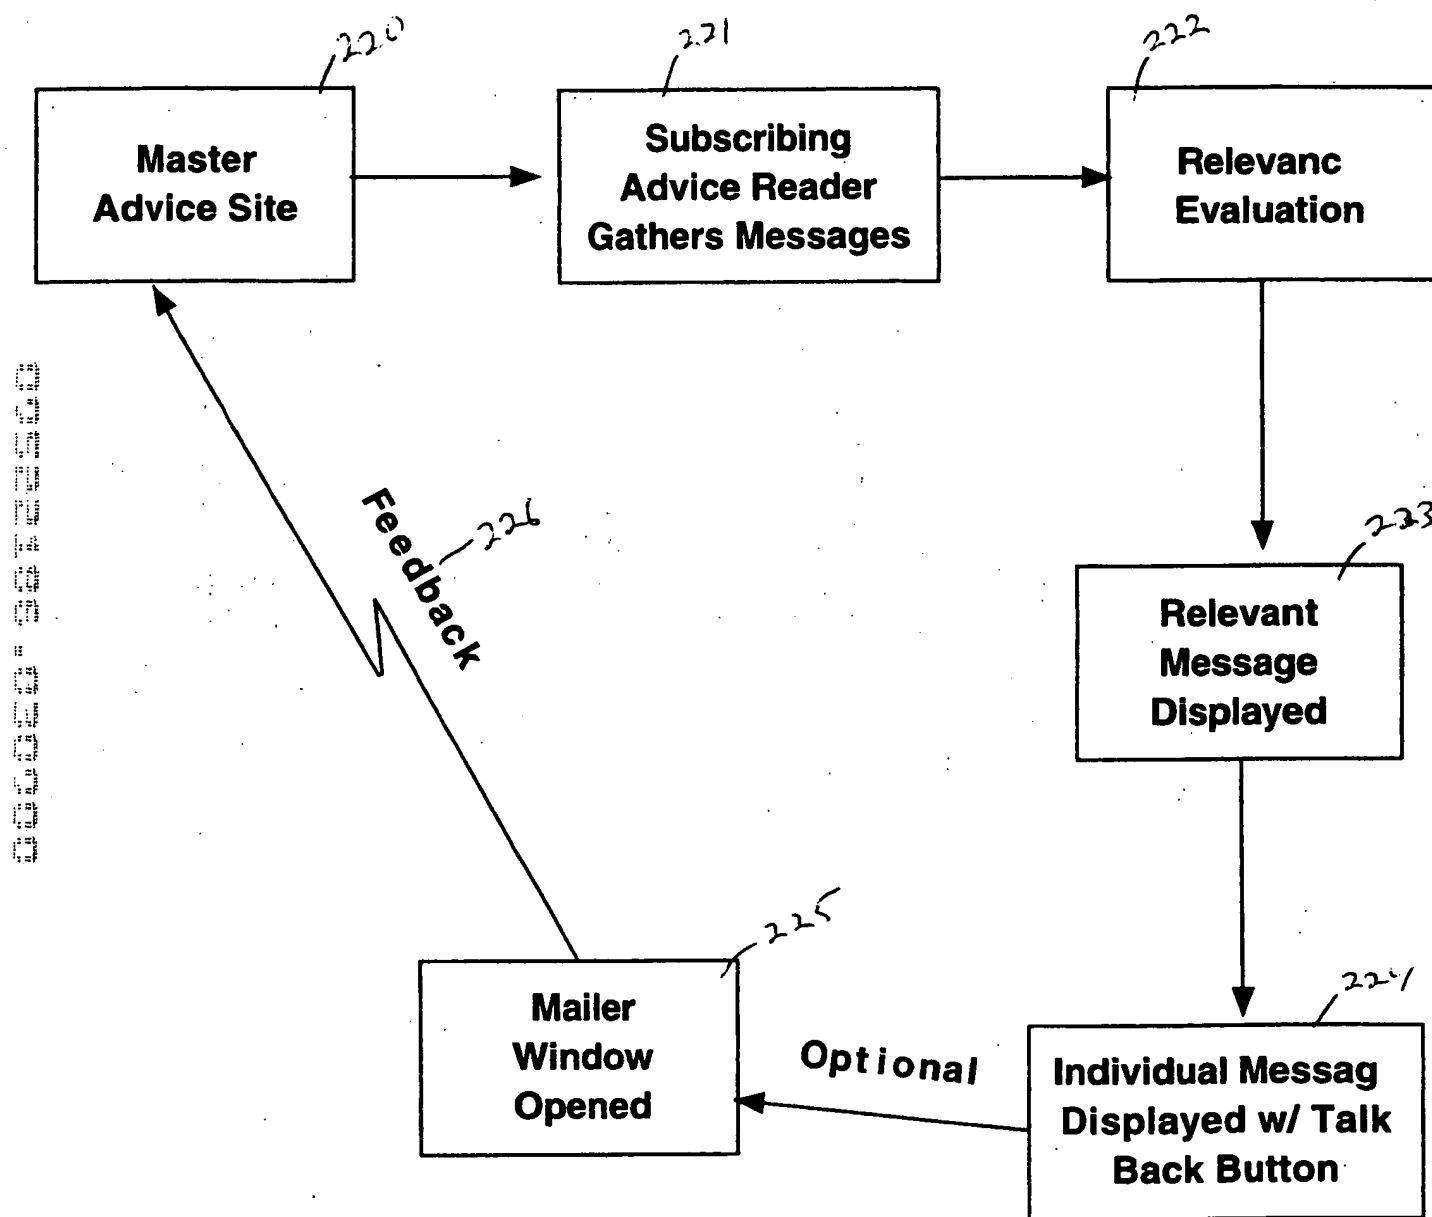 220
221
222
Master
Advice Site
Subscribing
Advice Reader
Gathers Messages
Relevanc
Evaluation
Feedback
226
223
Relevant
Message
Displayed
225
224
Mailer
Window
Opened
Optional
Individual Messag
Displayed w/ Talk
Back Button